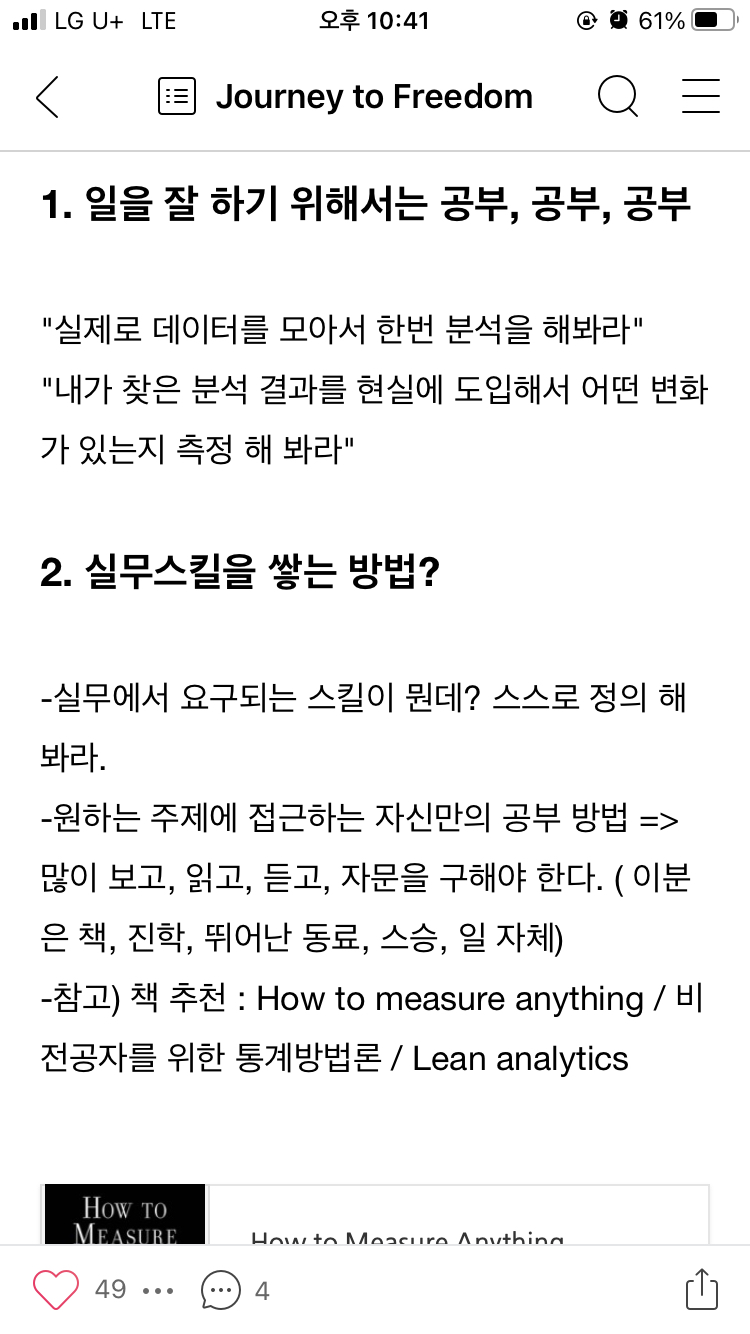 LG U+ LTE 오후 10:41 61%
Journey to Freedom
1. 일을 잘 하기 위해서는 공부, 공부, 공부
"실제로 데이터를 모아서 한번 분석을 해봐라"
"내가 찾은 분석 결과를 현실에 도입해서 어떤 변화
가 있는지 측정 해 봐라"
2. 실무스킬을 쌓는 방법?
-실무에서 요구되는 스킬이 뭔데? 스스로 정의 해
봐라.
-원하는 주제에 접근하는 자신만의 공부 방법 =>
많이 보고, 읽고, 듣고, 자문을 구해야 한다. ( 이분
은 책, 진학, 뛰어난 동료, 스승, 일 자체)
-참고) 책 추천 : How to measure anything / 비
전공자를 위한 통계방법론 / Lean analytics
HOW TO
MEASURE
How to Measure Anything
49
4